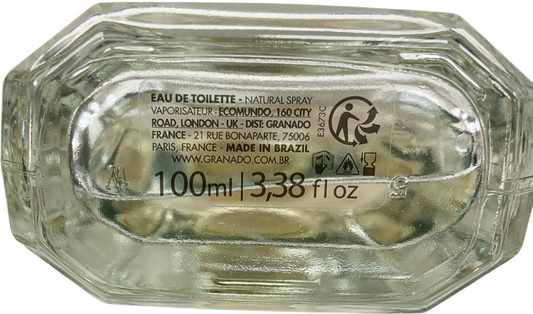 EAU DE TOILETTE - NATURAL SPRAY
VAPORISATEUR - ECOMUNDO, 160 CITY
ROAD, LONDON - UK - DIST: GRANADO
FRANCE - 21 RUE BONAPARTE, 75006
PARIS, FRANCE - MADE IN BRAZIL
WWW.GRANADO.COM.BR
100ml | 3,38 fl oz
E3673C